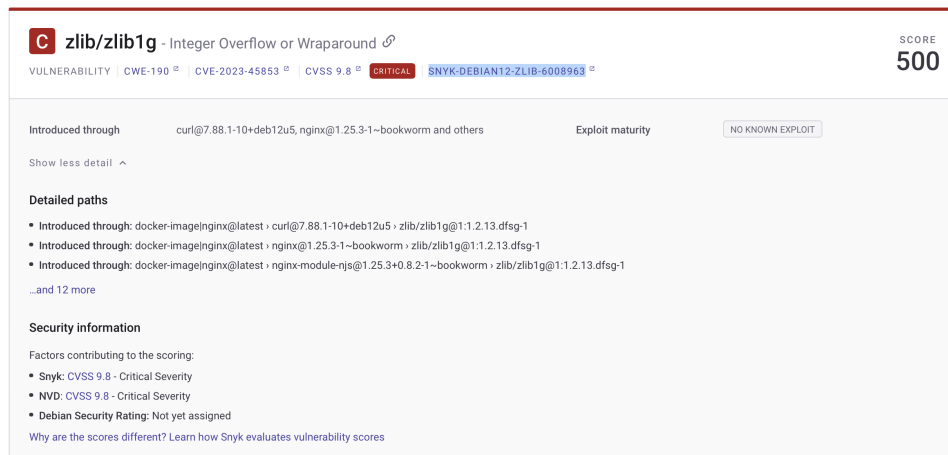 C zlib/zlib1g - Integer Overflow or Wraparound
SCORE
500
VULNERABILITY | CWE-190 | CVE-2023-45853 | CVSS 9.8 CRITICAL | SNYK-DEBIAN12-ZLIB-6008963
Introduced through curl@7.88.1-10+deb12u5, nginx@1.25.3-1~bookworm and others Exploit maturity NO KNOWN EXPLOIT
Show less detail
Detailed paths
• Introduced through: docker-image|nginx@latest › curl@7.88.1-10+deb12u5 › zlib/zlib1g@1:1.2.13.dfsg-1
• Introduced through: docker-image|nginx@latest › nginx@1.25.3-1~bookworm › zlib/zlib1g@1:1.2.13.dfsg-1
• Introduced through: docker-image|nginx@latest › nginx-module-njs@1.25.3+0.8.2-1~bookworm › zlib/zlib1g@1:1.2.13.dfsg-1
...and 12 more
Security information
Factors contributing to the scoring:
• Snyk: CVSS 9.8 - Critical Severity
• NVD: CVSS 9.8 - Critical Severity
• Debian Security Rating: Not yet assigned
Why are the scores different? Learn how Snyk evaluates vulnerability scores